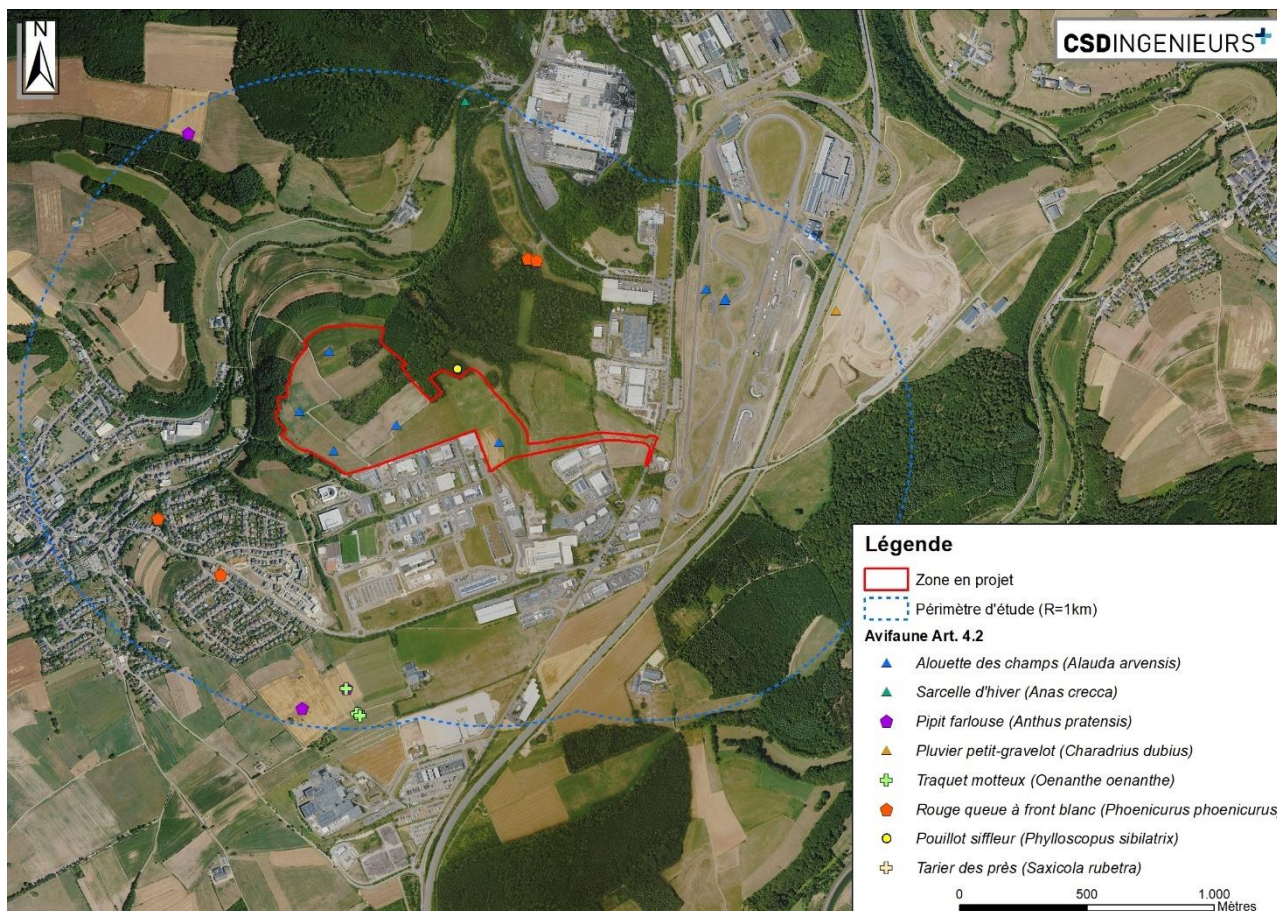 N
CSDINGENIEURS+
Légende
Zone en projet
Périmètre d'étude (R=1km)
Avifaune Art. 4.2
Alouette des champs (Alauda arvensis)
Sarcelle d'hiver (Anas crecca)
Pipit farlouse (Anthus pratensis)
Pluvier petit-gravelot (Charadrius dubius)
Traquet motteux (Oenanthe oenanthe)
Rouge queue à front blanc (Phoenicurus phoenicurus)
Pouillot siffleur (Phylloscopus sibilatrix)
Tarier des près (Saxicola rubetra)
0 500 1.000
Mètres